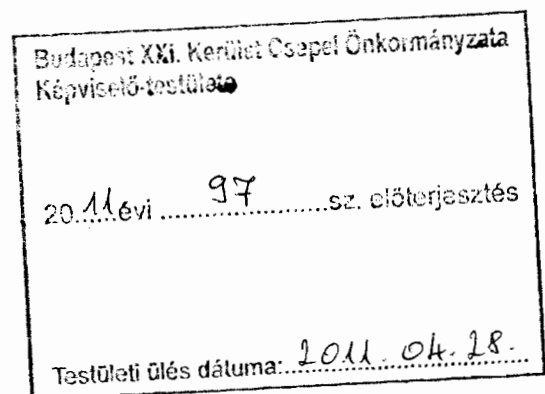 Budapest XXI. Kerület Csepel Önkormányzata
Képviselő-testülete
20.11.évi ........97...............sz. előterjesztés
Testületi ülés dátuma:..2011. 04. 28.